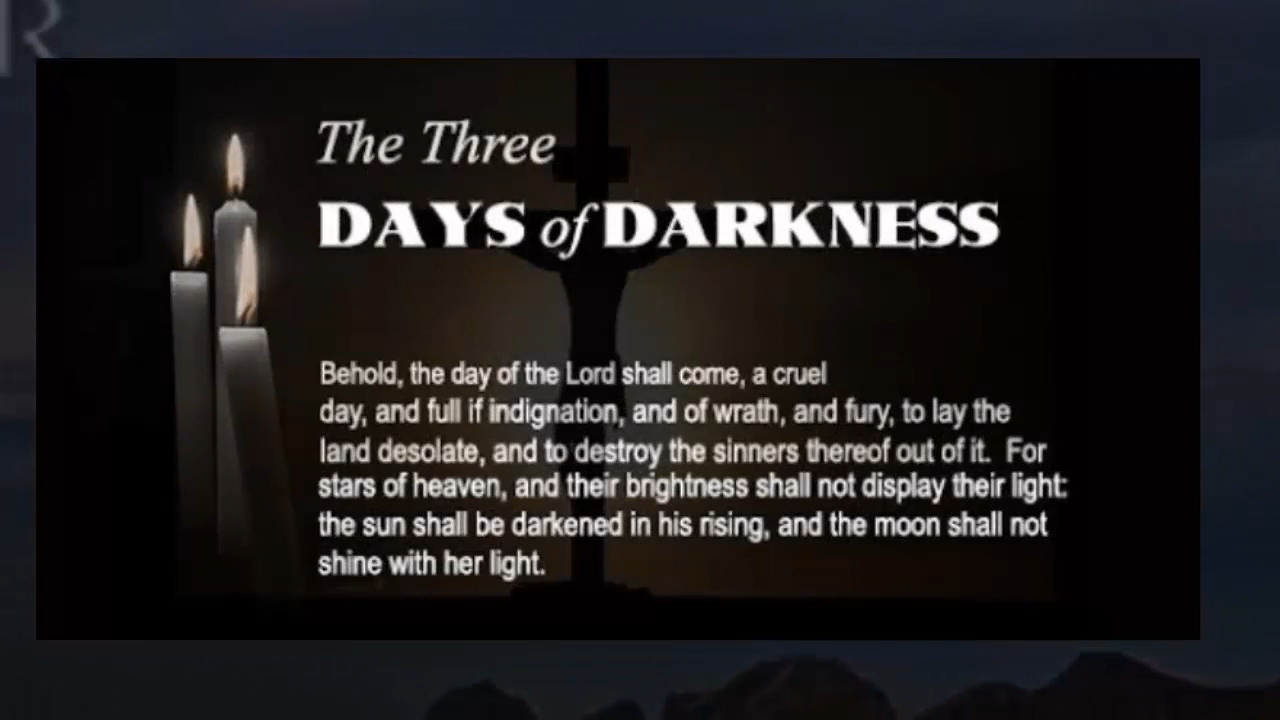 R
The Three
DAYS of DARKNESS
Behold, the day of the Lord shall come, a cruel
day, and full if indignation, and of wrath, and fury, to lay the
land desolate, and to destroy the sinners thereof out of it. For
stars of heaven, and their brightness shall not display their light:
the sun shall be darkened in his rising, and the moon shall not
shine with her light.